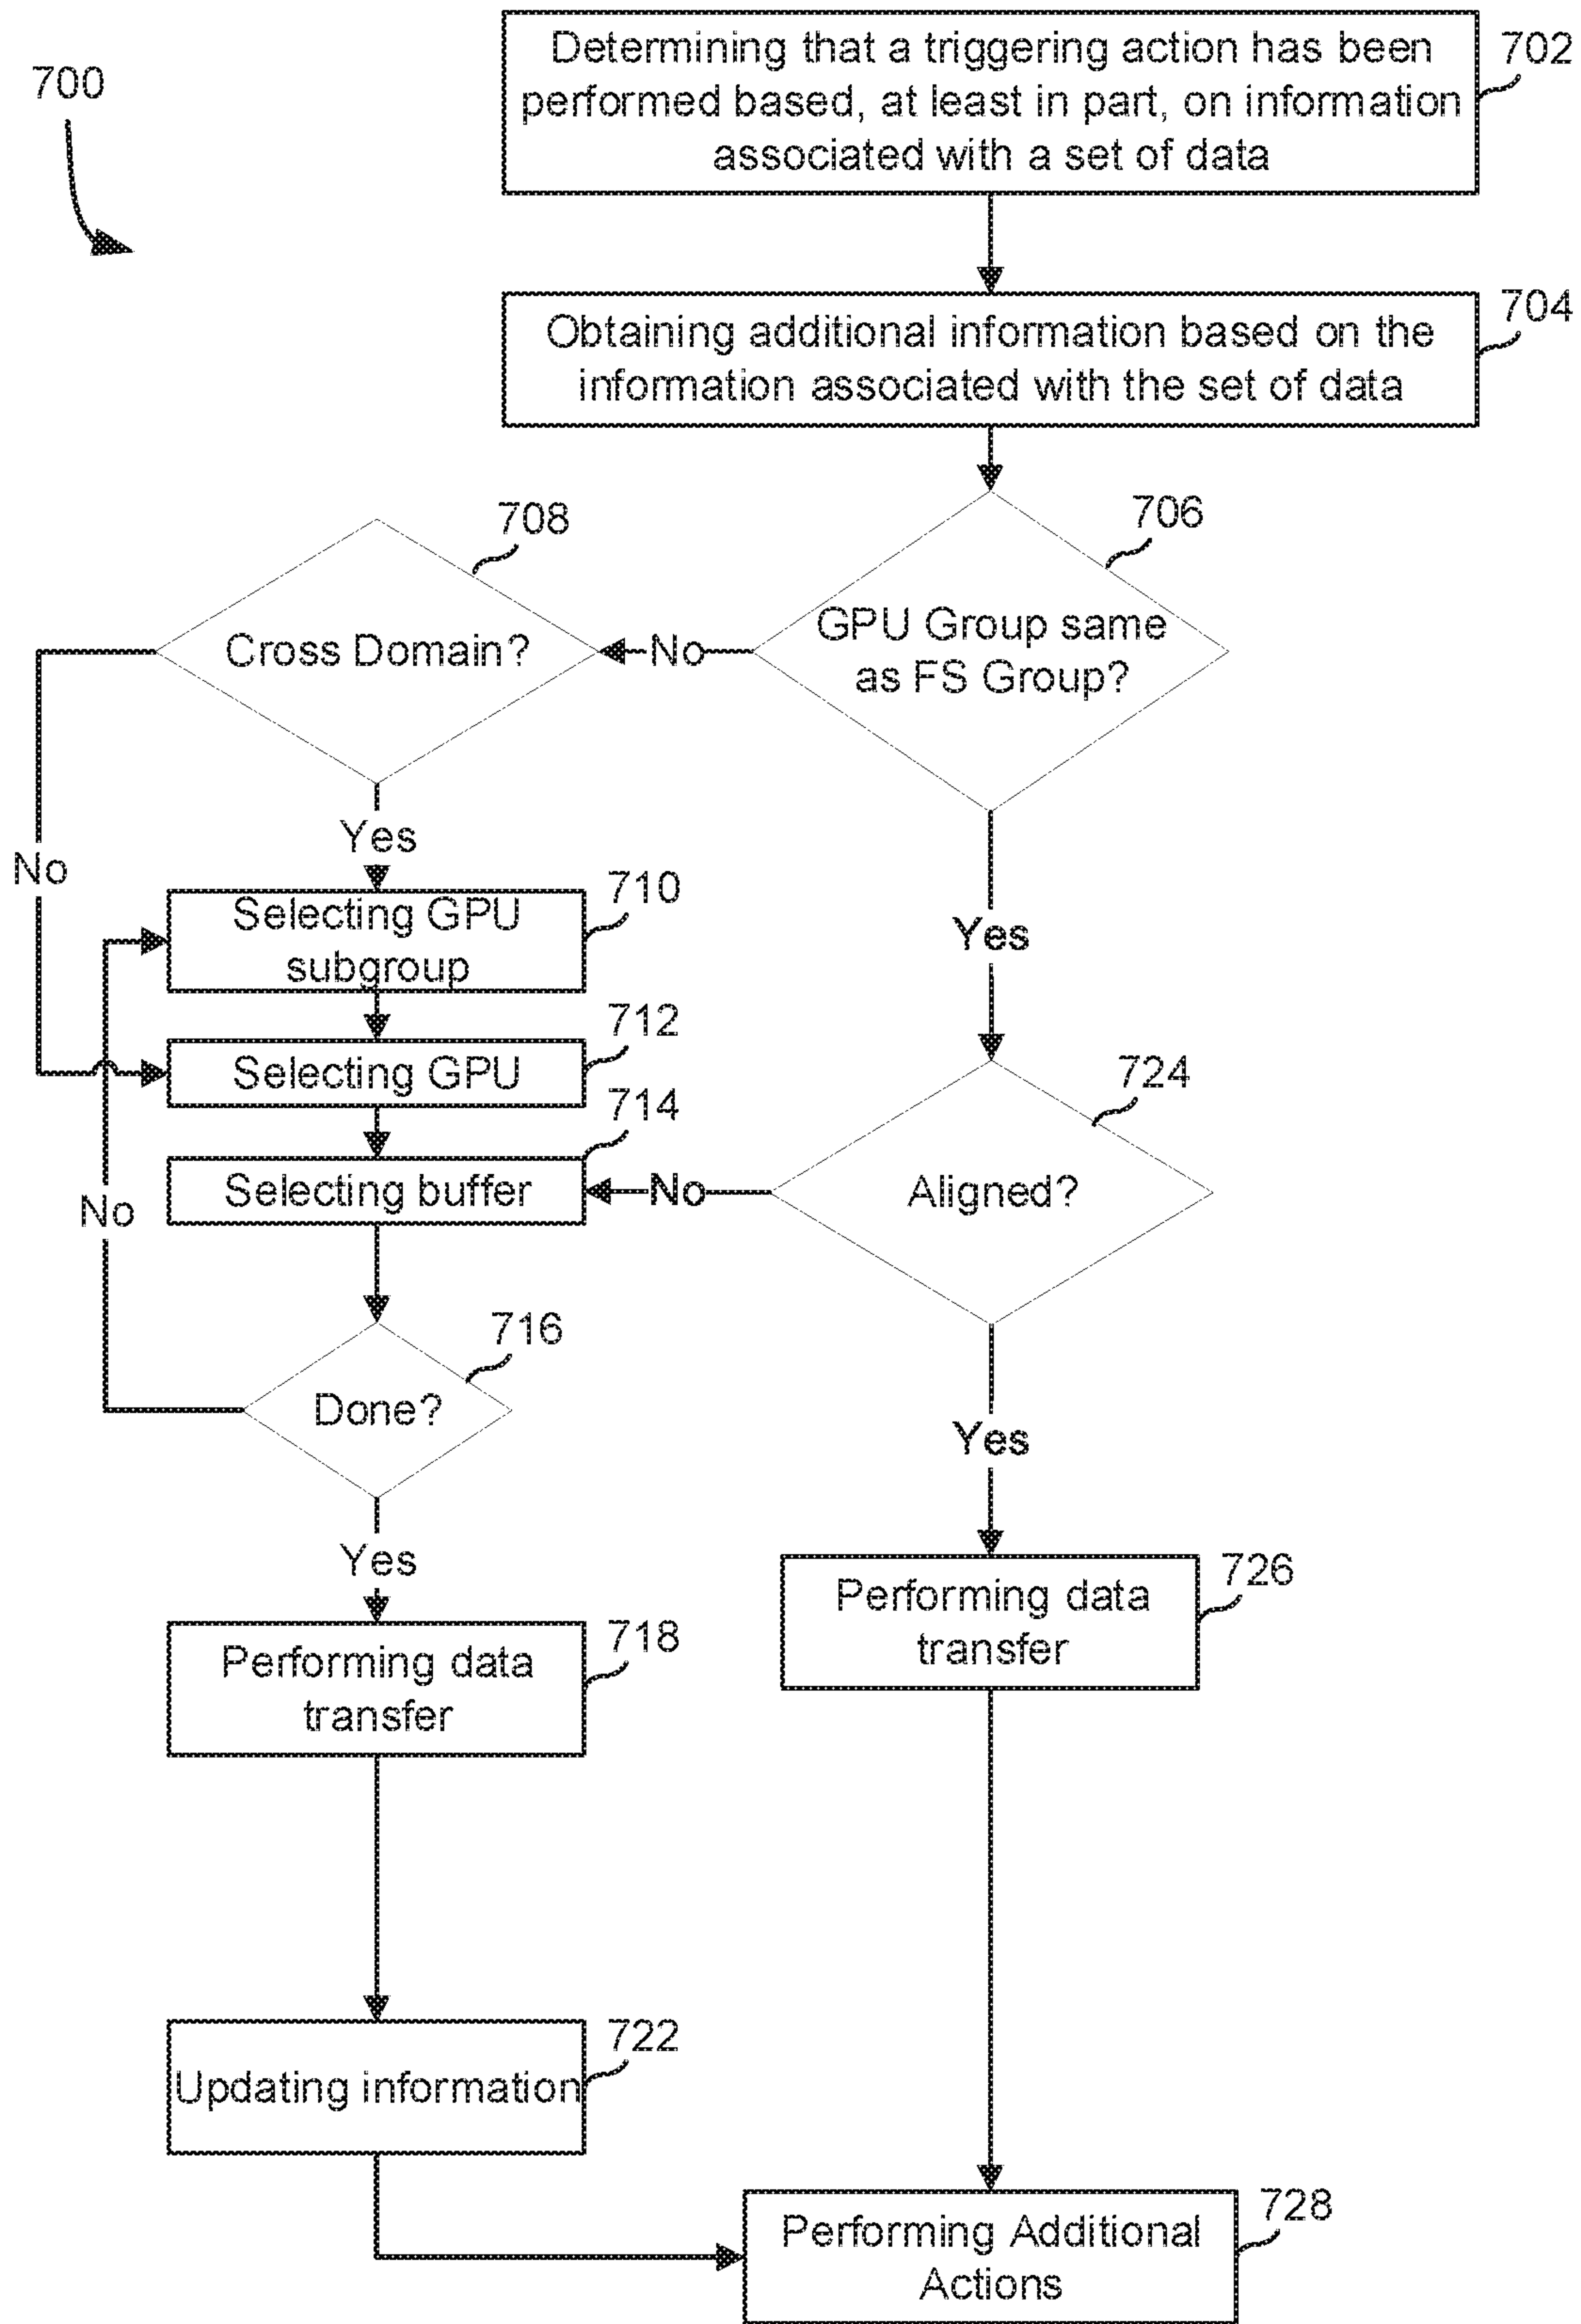 700
Determining that a triggering action has been
performed based, at least in part, on information
associated with a set of data
702
Obtaining additional information based on the
information associated with the set of data
704
706
GPU Group same
as FS Group?
No
708
Cross Domain?
Yes
No
710
Selecting GPU
subgroup
712
Selecting GPU
714
Selecting buffer
Yes
724
Aligned?
No
716
Done?
No
Yes
718
Performing data
transfer
Yes
726
Performing data
transfer
722
Updating information
728
Performing Additional
Actions